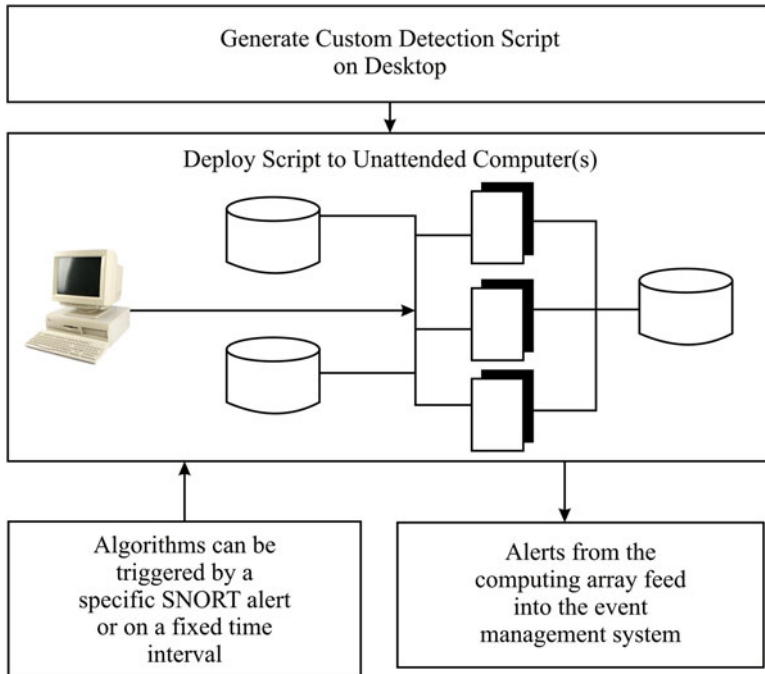 Generate Custom Detection Script
on Desktop
Deploy Script to Unattended Computer(s)
Algorithms can be
triggered by a
specific SNORT alert
or on a fixed time
interval
Alerts from the
computing array feed
into the event
management system